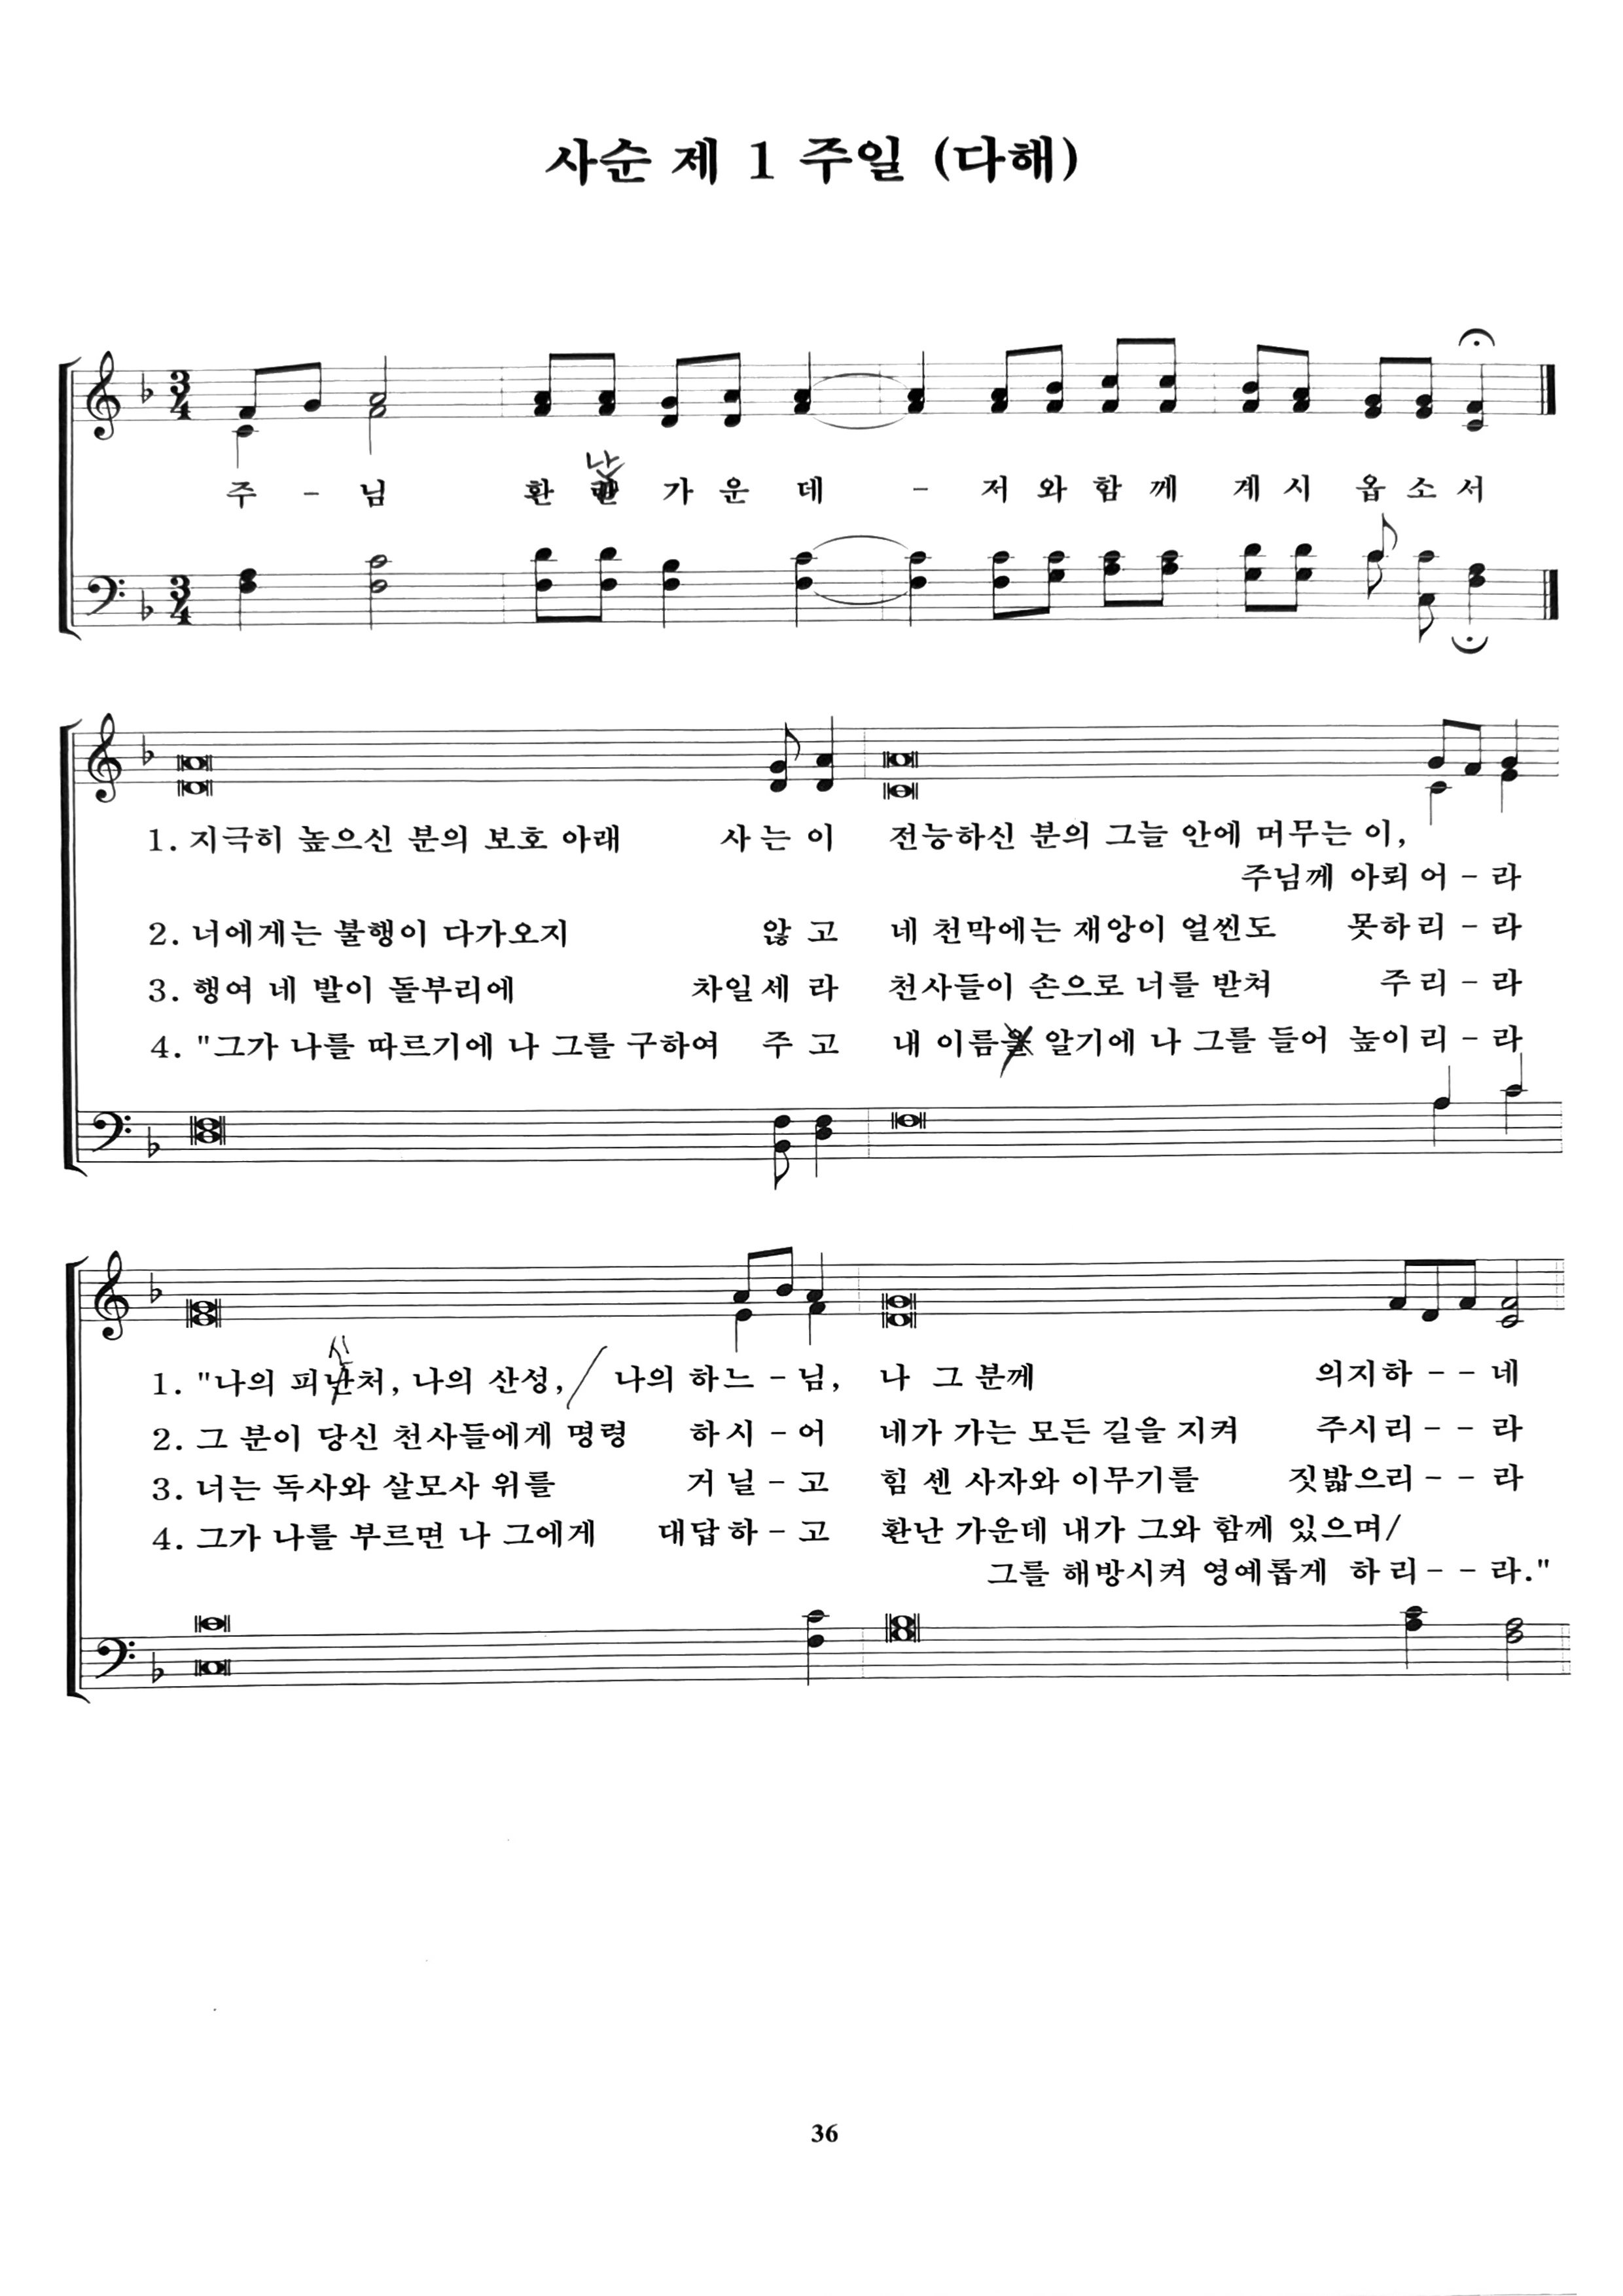 사순 제 1 주일 (다해)
3
4
낞
주 - 님 환 가 운 데 - 저 와 함 께 계 시 옵 소 서
3
4
1. 지극히 높으신 분의 보호 아래 사 는 이 전능하신 분의 그늘 안에 머무는 이,
주님께 아뢰 어 - 라
2. 너에게는 불행이 다가오지 않 고 네 천막에는 재앙이 얼씬도 못하 리 - 라
3. 행여 네 발이 돌부리에 차일 세 라 천사들이 손으로 너를 받쳐 주 리 - 라
4. "그가 나를 따르기에 나 그를 구하여 주 고 내 이름을 알기에 나 그를 들어 높이 리 - 라
1. "나의 피난처, 나의 산성, / 나의 하느 - 님, 나 그 분께 의지하 - - 네
2. 그 분이 당신 천사들에게 명령 하 시 - 어 네가 가는 모든 길을 지켜 주시 리 - - 라
3. 너는 독사와 살모사 위를 거 닐 - 고 힘 센 사자와 이무기를 짓밟으리 - - 라
4. 그가 나를 부르면 나 그에게 대답 하 - 고 환난 가운데 내가 그와 함께 있으며/
그를 해방시켜 영예롭게 하 리 - - 라."
36